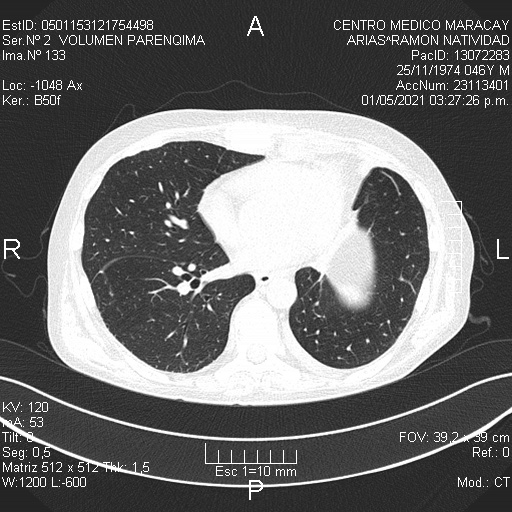 EstID: 0501153121754498
Ser.Nº 2 VOLUMEN PARENQIMA
Ima.Nº 133
Loc: -1048 Ax
Ker.: B50f
A
CENTRO MEDICO MARACAY
ARIAS^RAMON NATIVIDAD
PacID: 13072283
25/11/1974 046Y M
AccNum: 23113401
01/05/2021 03:27:26 p.m.
R
L
KV: 120
mA: 53
Tilt: 0
Seg: 0,5
Matriz 512 x 512 Thk: 1,5
W:1200 L:-600
Esc 1=10 mm
P
FOV: 39,2 x 39 cm
Ref.: 0
Mod.: CT